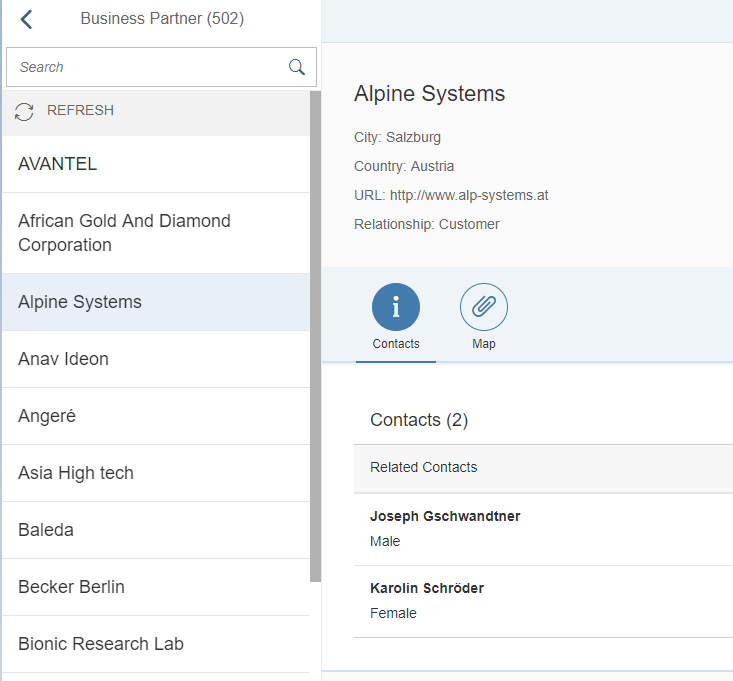 Business Partner (502)
Search
REFRESH
AVANTEL
African Gold And Diamond
Corporation
Alpine Systems
Anav Ideon
Angeré
Asia High tech
Baleda
Becker Berlin
Bionic Research Lab
Alpine Systems
City: Salzburg
Country: Austria
URL: http://www.alp-systems.at
Relationship: Customer
Contacts
Map
Contacts (2)
Related Contacts
Joseph Gschwandtner
Male
Karolin Schröder
Female